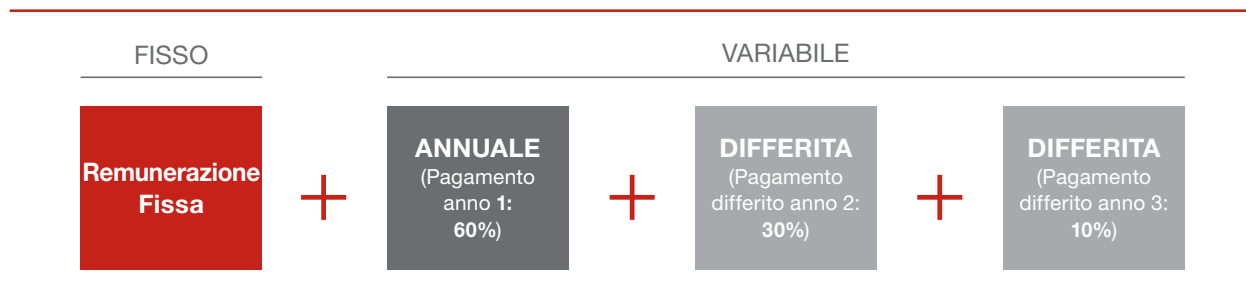 FISSO
VARIABILE
Remunerazione
Fissa
+
ANNUALE
(Pagamento
anno 1:
60%)
+
DIFFERITA
(Pagamento
differito anno 2:
30%)
+
DIFFERITA
(Pagamento
differito anno 3:
10%)